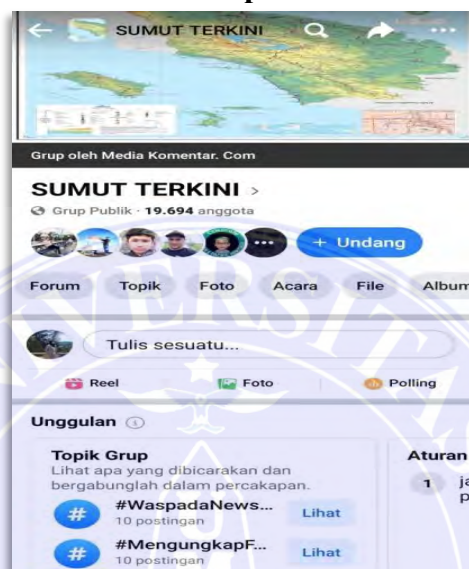 SUMUT TERKINI
Grup oleh Media Komentar. Com
SUMUT TERKINI >
Grup Publik · 19.694 anggota
+ Undang
Forum Topik Foto Acara File Album
Tulis sesuatu...
Reel Foto Polling
Unggulan
Topik Grup
Lihat apa yang dibicarakan dan
bergabunglah dalam percakapan.
#WaspadaNews...
10 postingan
Lihat
#MengungkapF...
10 postingan
Lihat
Aturan
1